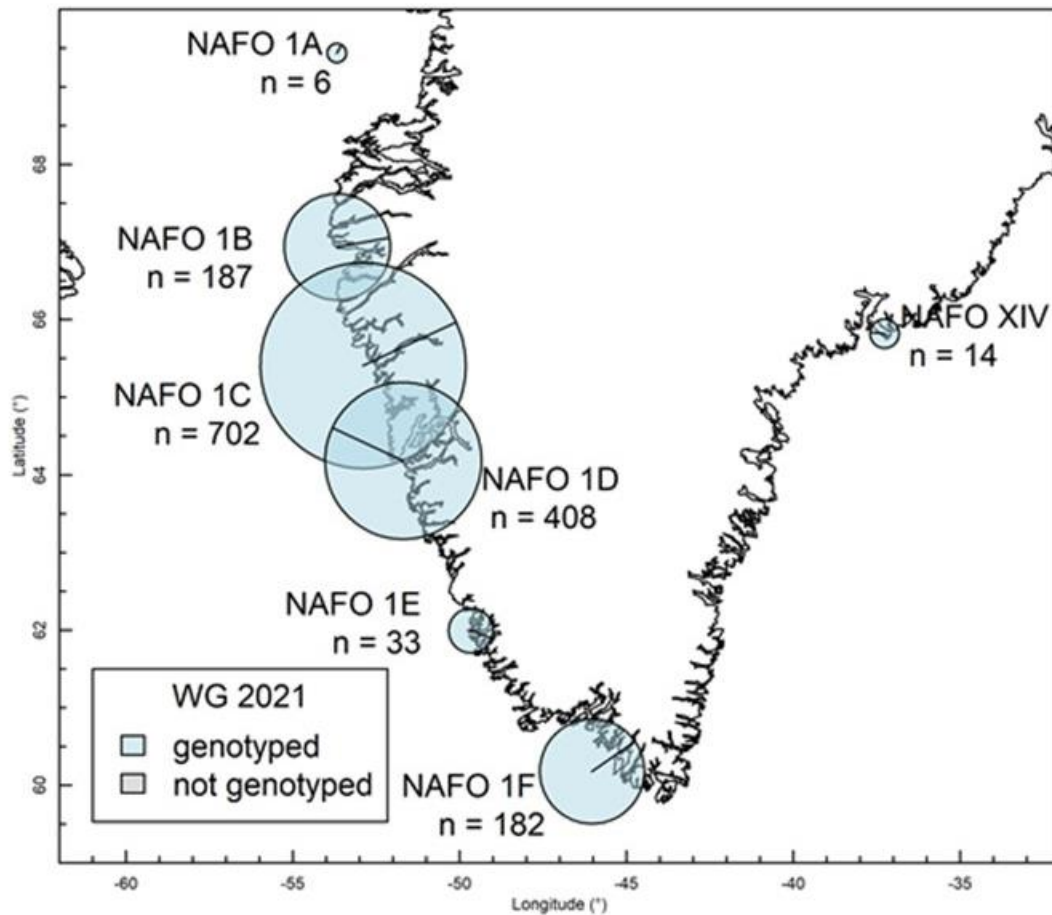 NAFO 1A
n = 6
NAFO 1B
n = 187
NAFO XIV
n = 14
NAFO 1C
n = 702
NAFO 1D
n = 408
NAFO 1E
n = 33
NAFO 1F
n = 182
WG 2021
genotyped
not genotyped
Latitude (°)
68
66
64
62
60
-60
-55
-50
-45
-40
-35
Longitude (°)